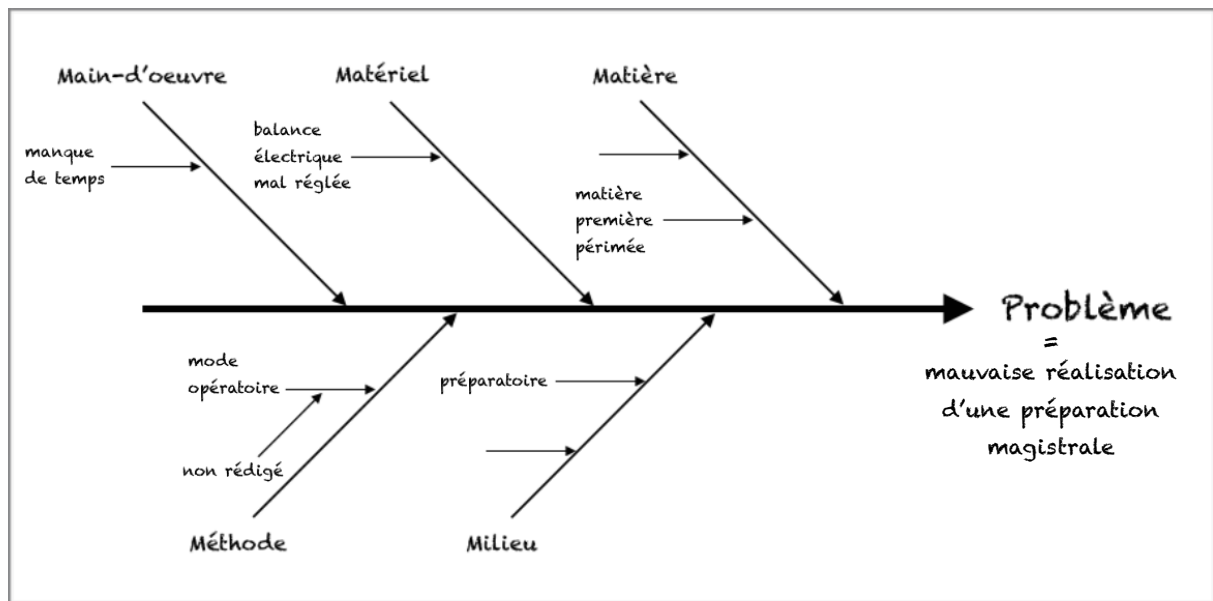 Main-d'oeuvre
Matériel
Matière
manque
de temps
balance
électrique
mal réglée
matière
première
périmée
Problème
=
mauvaise réalisation
d'une préparation
magistrale
mode
opératoire
non rédigé
préparatoire
Méthode
Milieu